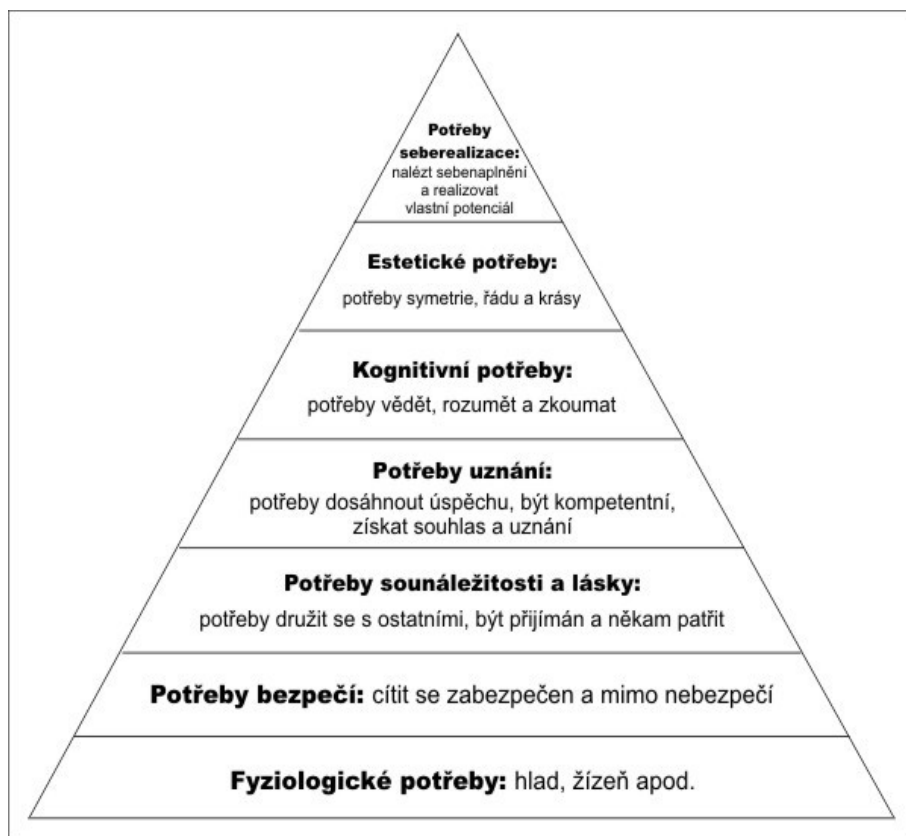 Potřeby
seberealizace:
nalézt sebenaplnění
a realizovat
vlastní potenciál
Estetické potřeby:
potřeby symetrie, řádu a krásy
Kognitivní potřeby:
potřeby vědět, rozumět a zkoumat
Potřeby uznání:
potřeby dosáhnout úspěchu, být kompetentní,
získat souhlas a uznání
Potřeby sounáležitosti a lásky:
potřeby družit se s ostatními, být přijímán a někam patřit
Potřeby bezpečí: cítit se zabezpečen a mimo nebezpečí
Fyziologické potřeby: hlad, žízeň apod.